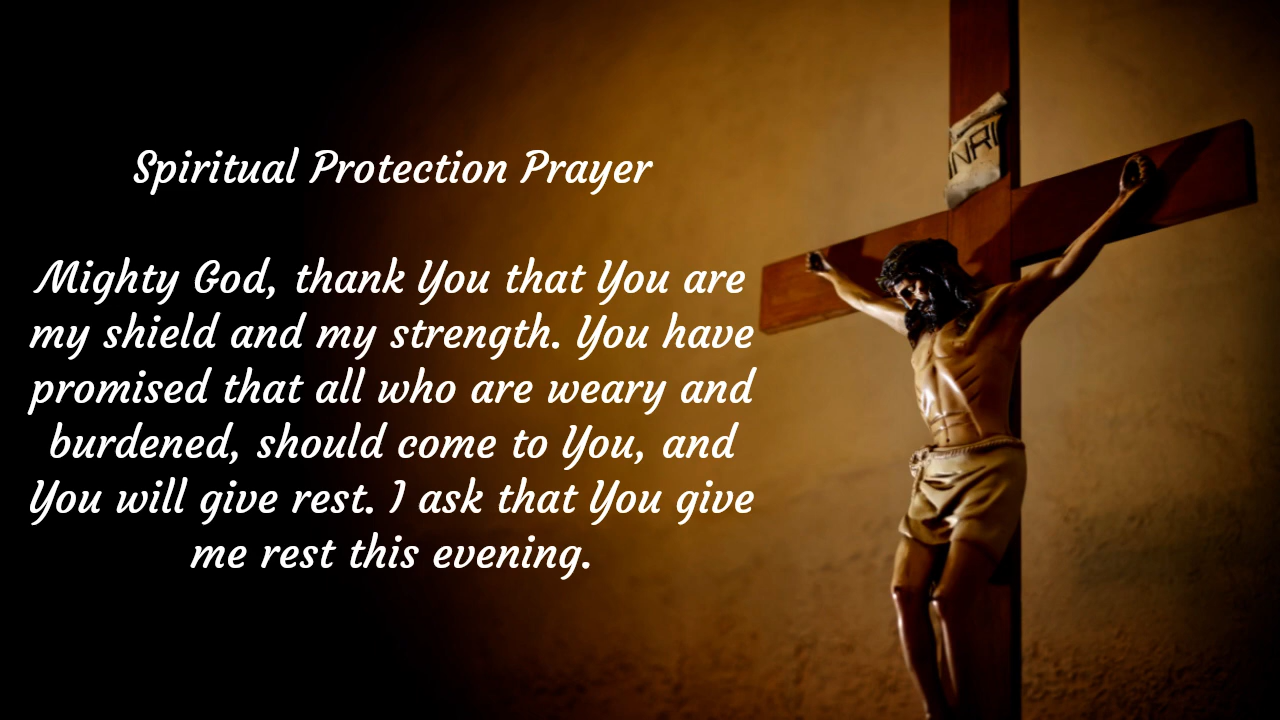 Spiritual Protection Prayer
Mighty God, thank You that You are
my shield and my strength. You have
promised that all who are weary and
burdened, should come to You, and
You will give rest. I ask that You give
me rest this evening.
INRI